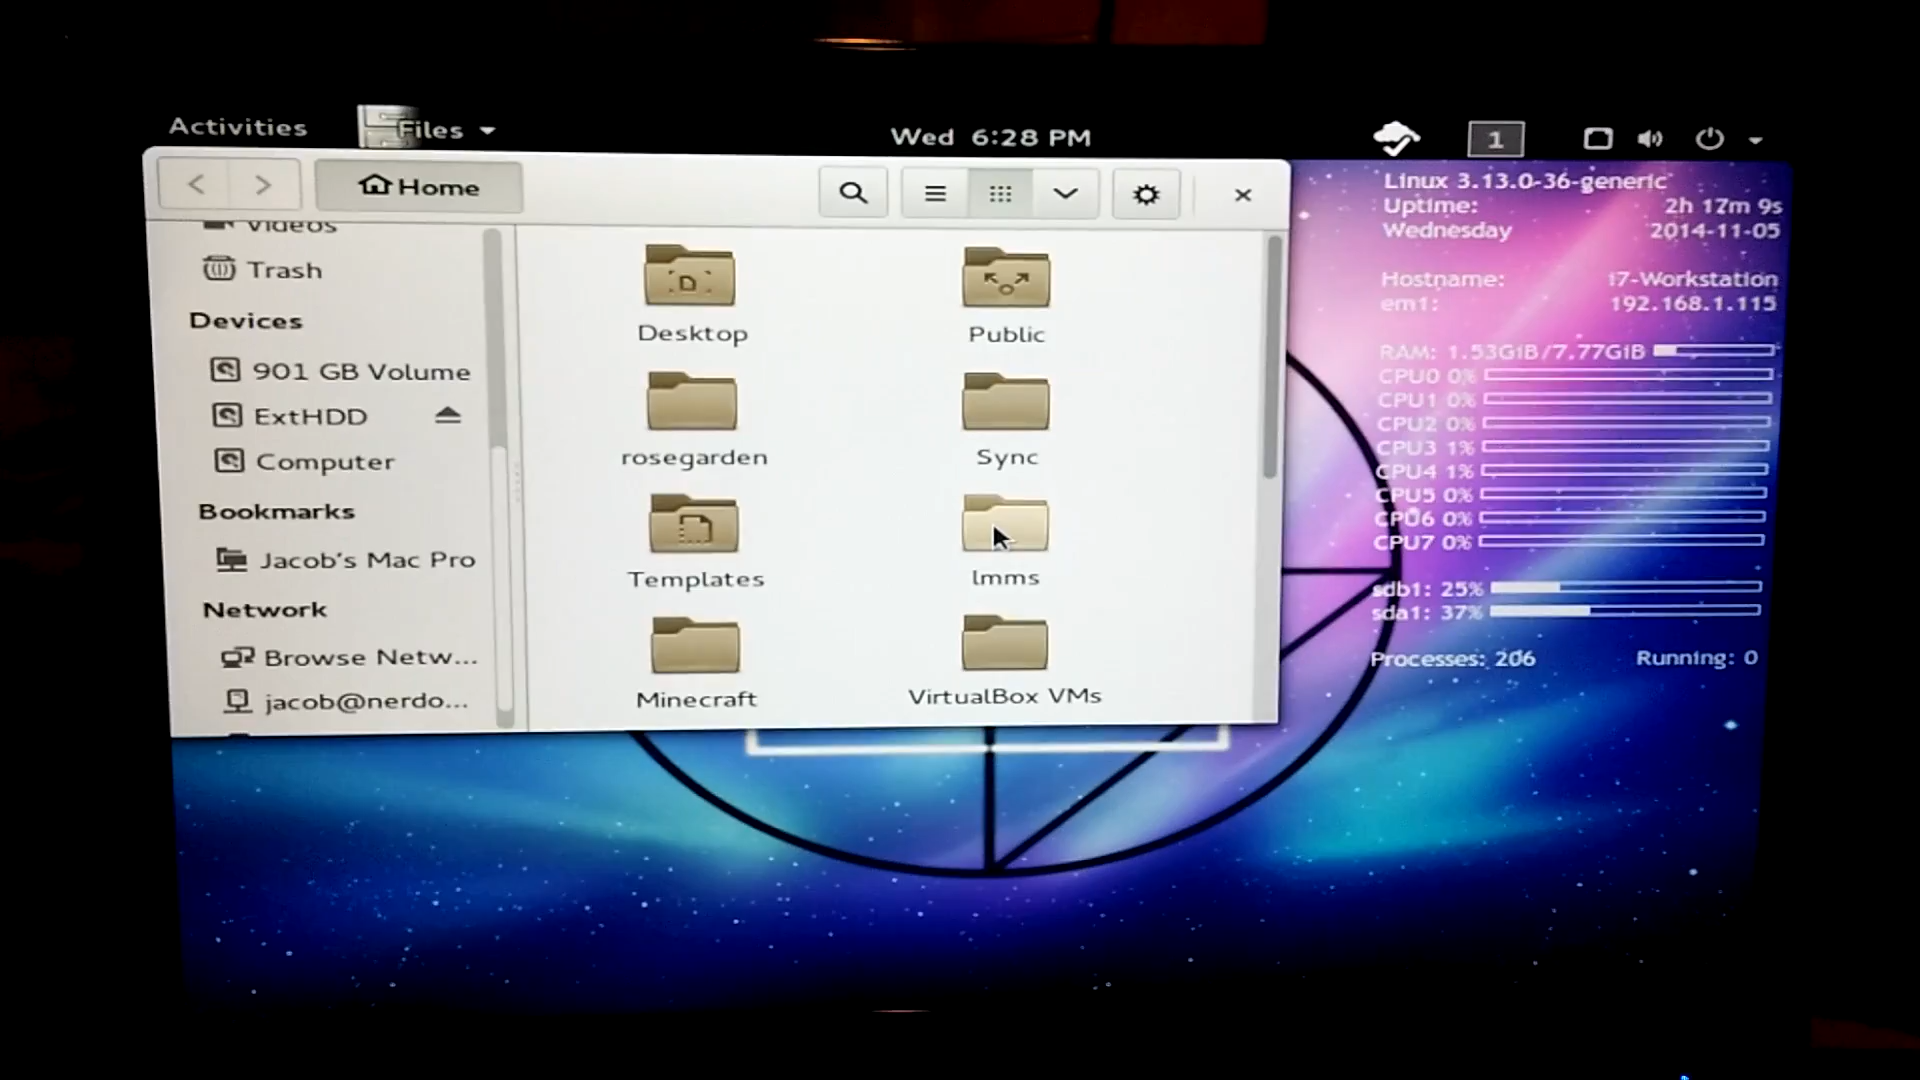 Activities
Files
Wed 6:28 PM
1
Home
Videos
Trash
Devices
901 GB Volume
ExtHDD
Computer
Bookmarks
Jacob's Mac Pro
Network
Browse Netw...
jacob@nerdo...
Desktop
Public
rosegarden
Sync
Templates
lmms
Minecraft
VirtualBox VMs
Linux 3.13.0-36-generic
Uptime: 2h 17m 9s
Wednesday 2014-11-05
Hostname: i7-Workstation
em1: 192.168.1.115
RAM: 1.53GiB/7.77GiB
CPU0 0%
CPU1 0%
CPU2 0%
CPU3 1%
CPU4 1%
CPU5 0%
CPU6 0%
CPU7 0%
sdb1: 25%
sda1: 37%
Processes: 206 Running: 0